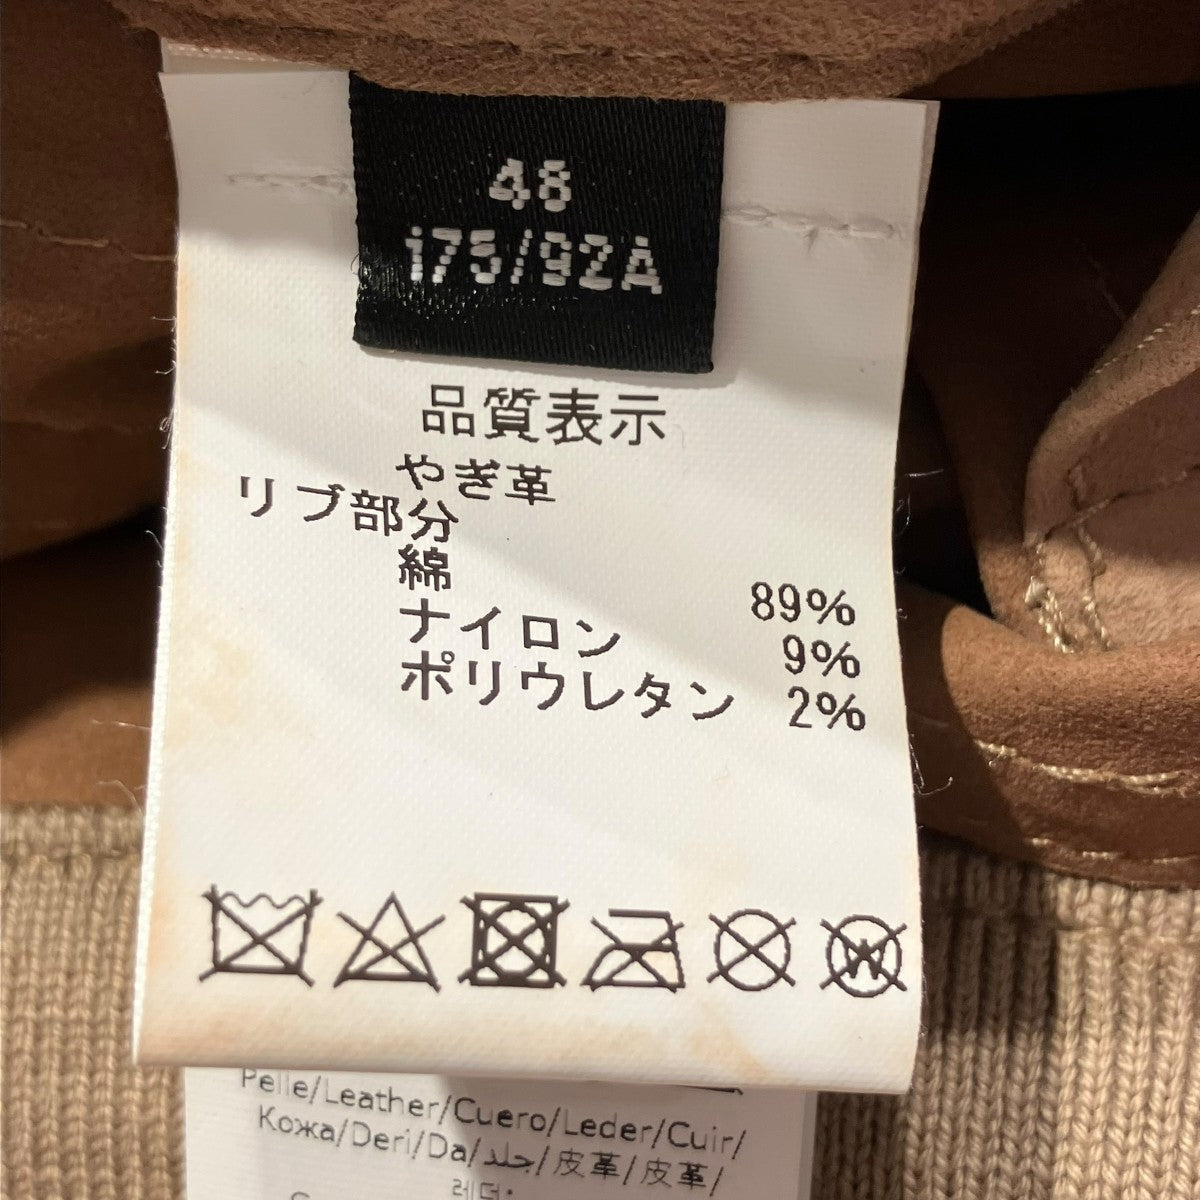 48
175/92A
品質表示
やぎ革
リブ部分
綿 89%
ナイロン 9%
ポリウレタン 2%
W
Pelle/Leather/Cuero/Leder/Cuir/
Кожа/Deri/Da/جلد/皮革/皮革/
레더: